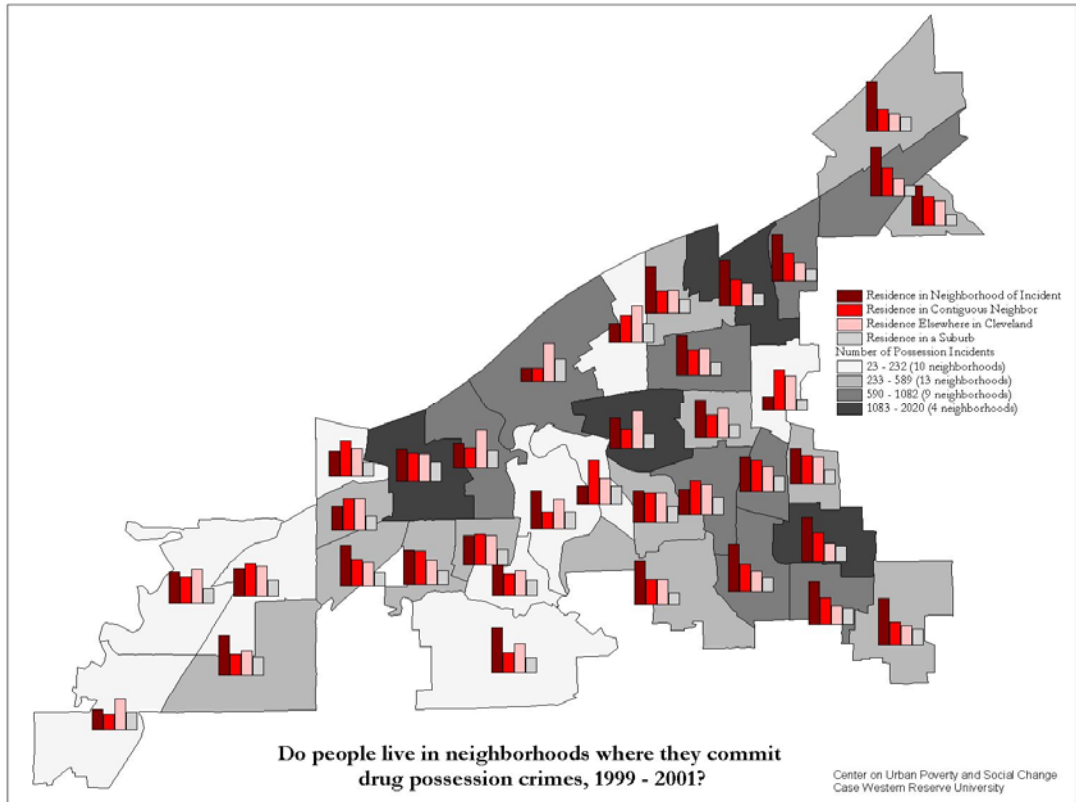 Residence in Neighborhood of Incident
Residence in Contiguous Neighbor
Residence Elsewhere in Cleveland
Residence in a Suburb
Number of Possession Incidents
23 - 232 (10 neighborhoods)
233 - 589 (13 neighborhoods)
590 - 1082 (9 neighborhoods)
1083 - 2020 (4 neighborhoods)
Do people live in neighborhoods where they commit
drug possession crimes, 1999 - 2001?
Center on Urban Poverty and Social Change
Case Western Reserve University